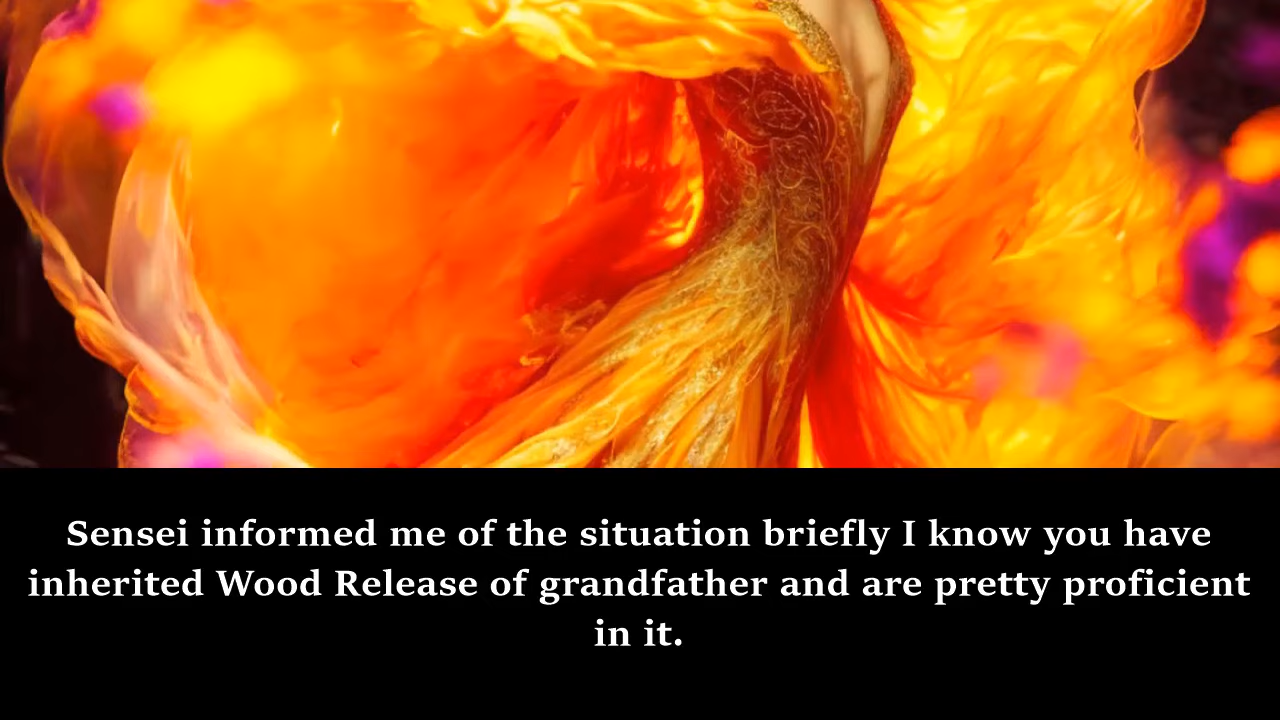 Sensei informed me of the situation briefly I know you have
inherited Wood Release of grandfather and are pretty proficient
in it.